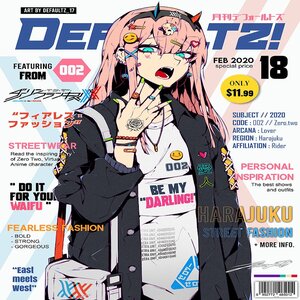 ART BY DEFAULTZ_17
月刊デフォールトズ
DEFAULTZ!
FEATURING
FROM
002
FEB 2020
special price
18
ONLY
$11.99
"フィアレス
ファッション"
STREETWEAR
Read the inspiring
of Zero Two, Virtual
Anime character
SUBJECT // 2020
CODE : 002 // Zero.two
ARCANA : Lover
REGION : Harajuku
AFFILIATION : Rider
"DO IT
FOR YOUR
WAIFU"
BE MY
"DARLING!"
PERSONAL
INSPIRATION
The best shows
and outfits
FEARLESS FASHION
- BOLD
- STRONG
- GORGEOUS
HARAJUKU
STREET FASHION
+ MORE INFO.
"East
meets
West"